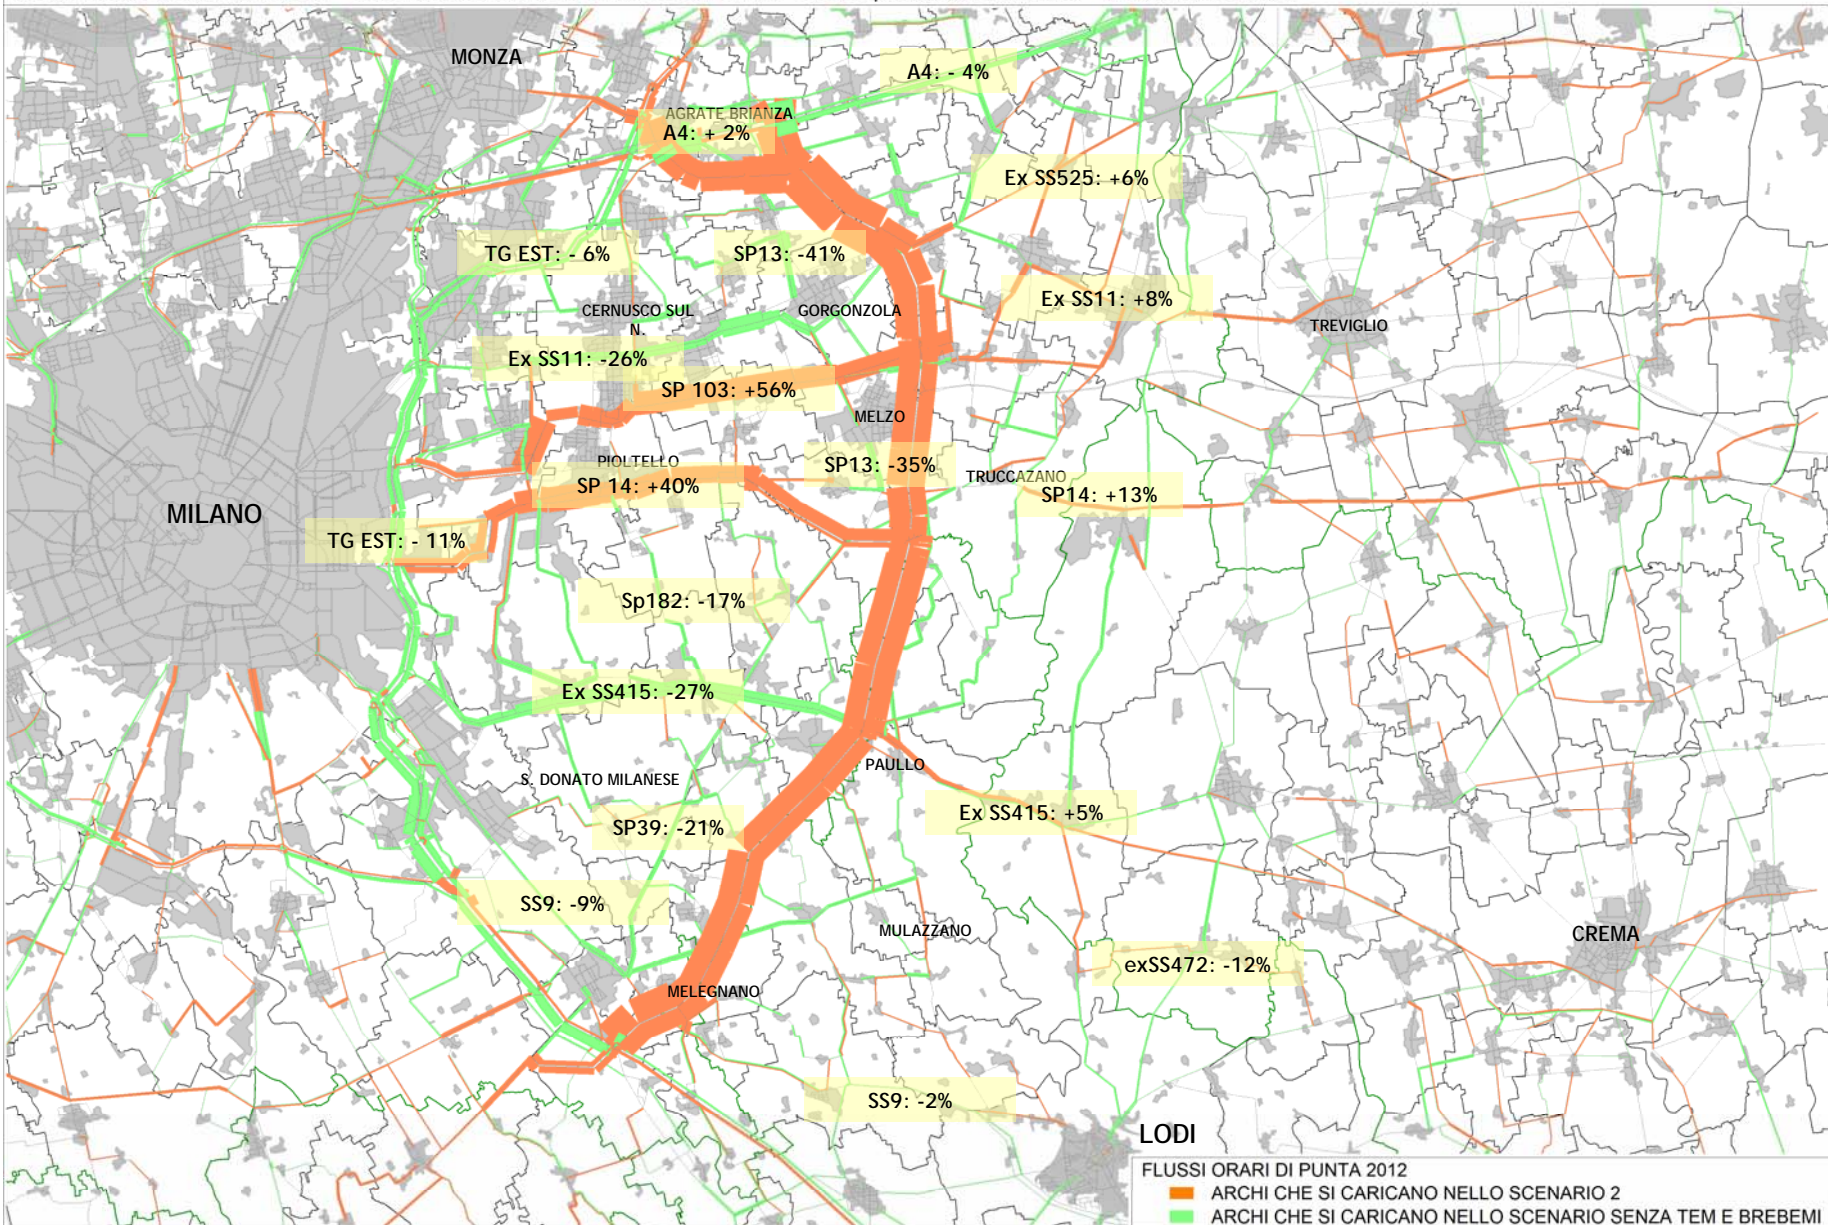 MONZA
A4: - 4%
AGRATE BRIANZA
A4: + 2%
Ex SS525: +6%
TG EST: - 6%
SP13: -41%
Ex SS11: +8%
CERNUSCO SUL
N.
GORGONZOLA
TREVIGLIO
Ex SS11: -26%
SP 103: +56%
MELZO
PIOLTELLO
SP13: -35%
TRUCCAZANO
SP 14: +40%
SP14: +13%
MILANO
TG EST: - 11%
Sp182: -17%
Ex SS415: -27%
PAULLO
S. DONATO MILANESE
Ex SS415: +5%
SP39: -21%
SS9: -9%
MULAZZANO
CREMA
exSS472: -12%
MELEGNANO
SS9: -2%
LODI
FLUSSI ORARI DI PUNTA 2012
ARCHI CHE SI CARICANO NELLO SCENARIO 2
ARCHI CHE SI CARICANO NELLO SCENARIO SENZA TEM E BREBEMI